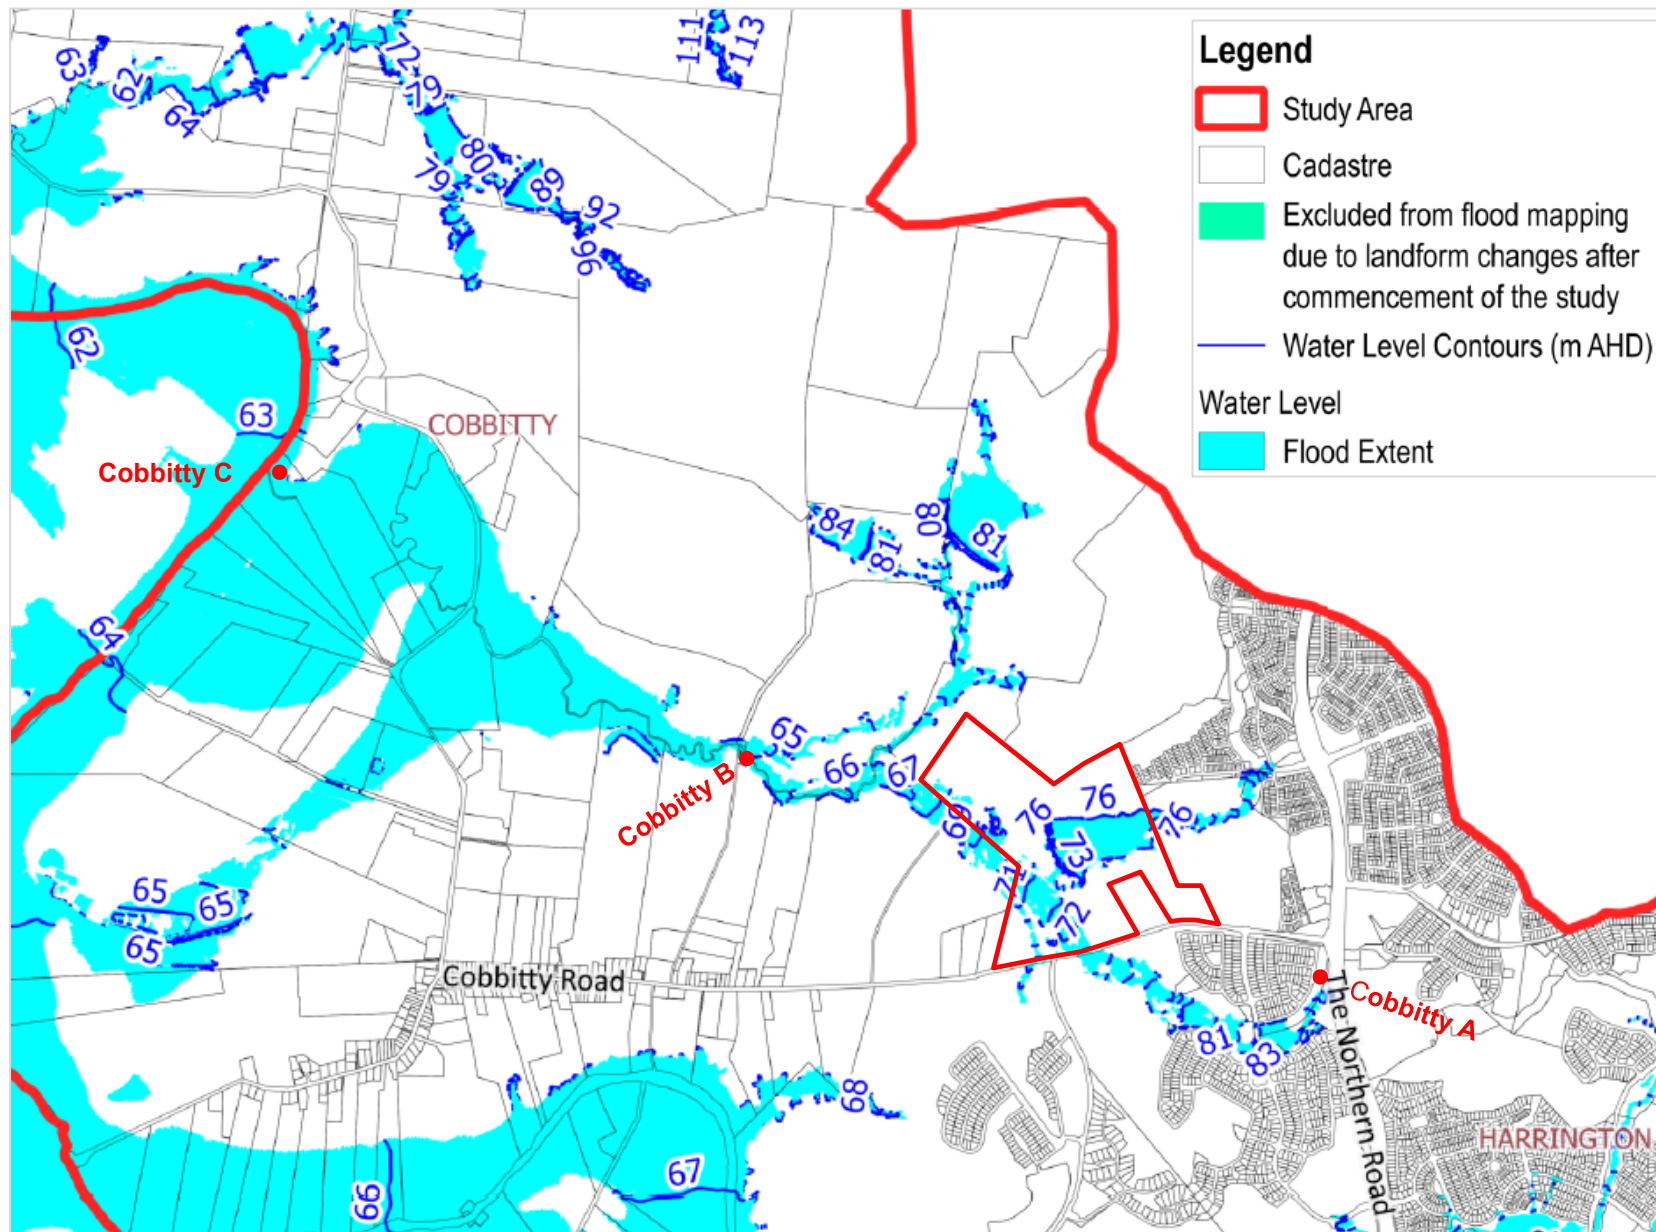 111
113
63
62
72
79
64
80
79
89
92
96
62
63
COBBITTY
Cobbitty C
Legend
Study Area
Cadastre
Excluded from flood mapping
due to landform changes after
commencement of the study
Water Level Contours (m AHD)
Water Level
Flood Extent
84
81
80
81
64
65
66
67
Cobbitty B
69
76
76
76
73
71
72
65
65
65
Cobbitty Road
The Northern Road
Cobbitty A
81
83
68
67
66
HARRINGTON